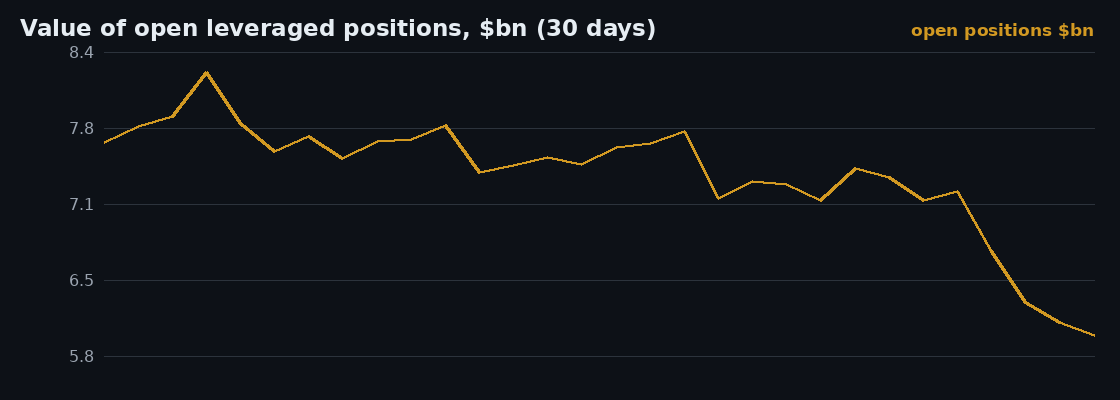 Value of open leveraged positions, $bn (30 days)
open positions $bn
8.4
7.8
7.1
6.5
5.8